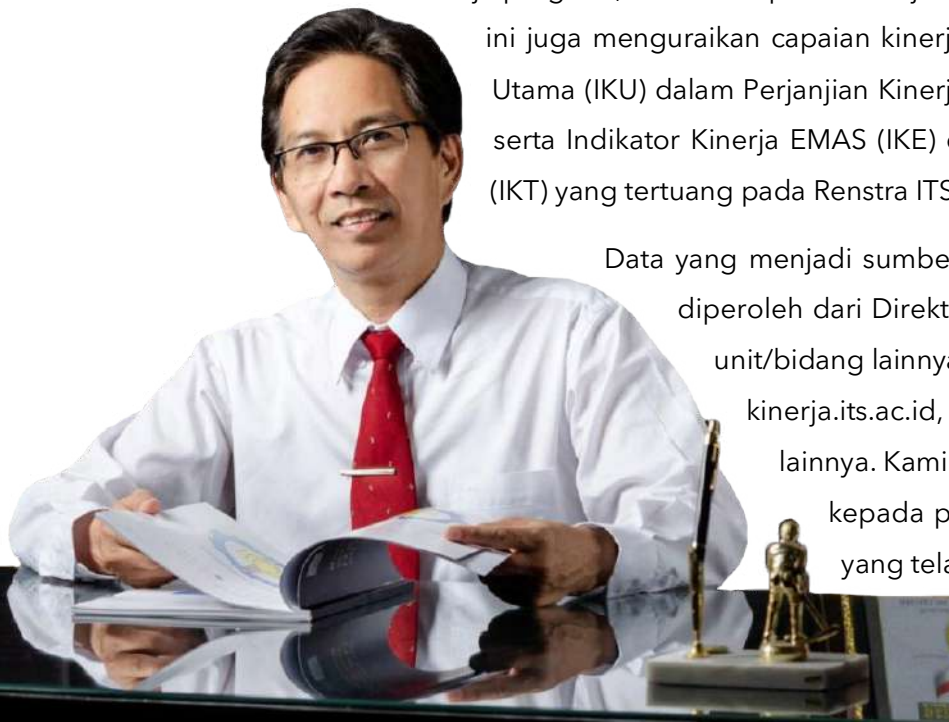 ini juga menguraikan capaian kinerj
Utama (IKU) dalam Perjanjian Kinerj
serta Indikator Kinerja EMAS (IKE)
(IKT) yang tertuang pada Renstra ITS
Data yang menjadi sumbe
diperoleh dari Direkt
unit/bidang lainnya
kinerja.its.ac.id,
lainnya. Kami
kepada p
yang tela